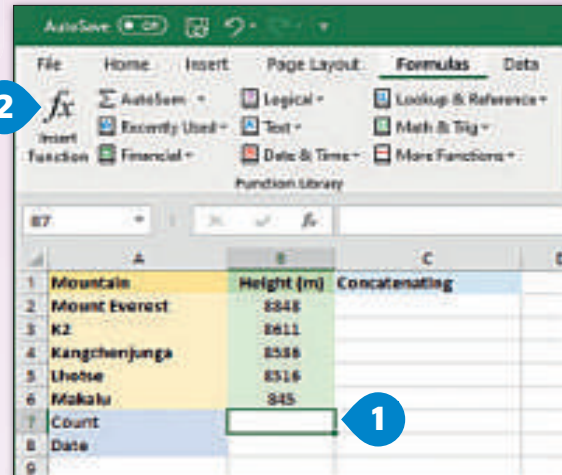 AutoSave Off
File Home Insert Page Layout Formulas Data
2
fx
Insert Function
AutoSum
Recently Used
Financial
Logical
Text
Date & Time
Lookup & Reference
Math & Trig
More Functions
Function Library
B7 fx
A B C
1 Mountain Height (m) Concatenating
2 Mount Everest 8848
3 K2 8611
4 Kangchenjunga 8586
5 Lhotse 8516
6 Makalu 845
7 Count
1
8 Date
9